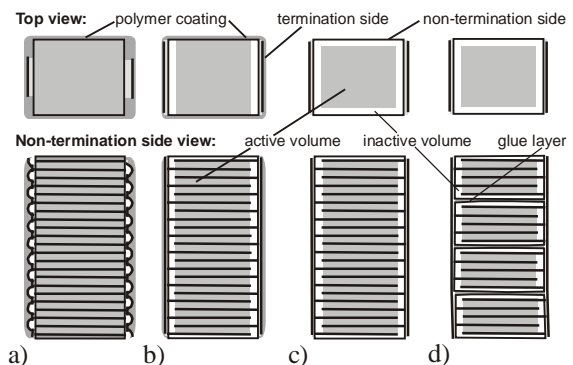 Top view: polymer coating termination side non-termination side
Non-termination side view: active volume inactive volume glue layer
a) b) c) d)